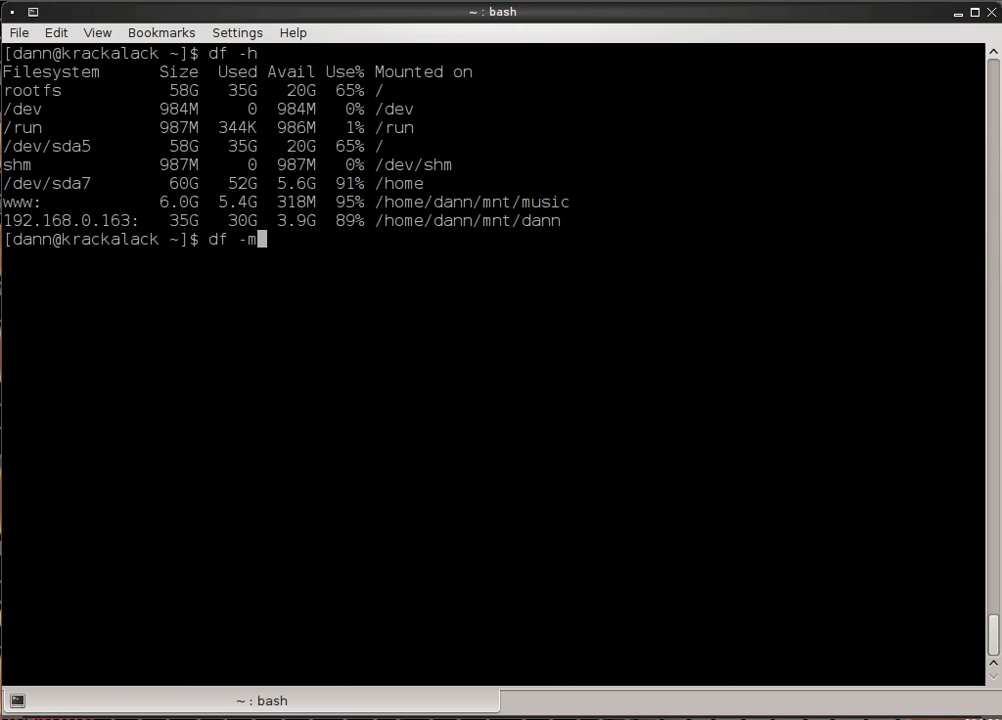 ~ : bash
File Edit View Bookmarks Settings Help
[dann@krackalack ~]$ df -h
Filesystem      Size  Used Avail Use% Mounted on
rootfs           58G   35G   20G  65% /
/dev            984M     0  984M   0% /dev
/run            987M  344K  986M   1% /run
/dev/sda5        58G   35G   20G  65% /
shm             987M     0  987M   0% /dev/shm
/dev/sda7        60G   52G  5.6G  91% /home
www:            6.0G  5.4G  318M  95% /home/dann/mnt/music
192.168.0.163:   35G   30G  3.9G  89% /home/dann/mnt/dann
[dann@krackalack ~]$ df -m
~ : bash